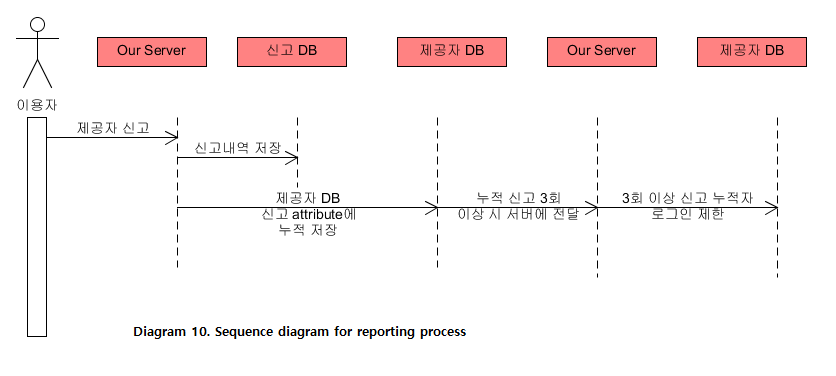 Our Server
신고 DB
제공자 DB
Our Server
제공자 DB
이용자
제공자 신고
신고내역 저장
제공자 DB
신고 attribute에
누적 저장
누적 신고 3회
이상 시 서버에 전달
3회 이상 신고 누적자
로그인 제한
Diagram 10. Sequence diagram for reporting process